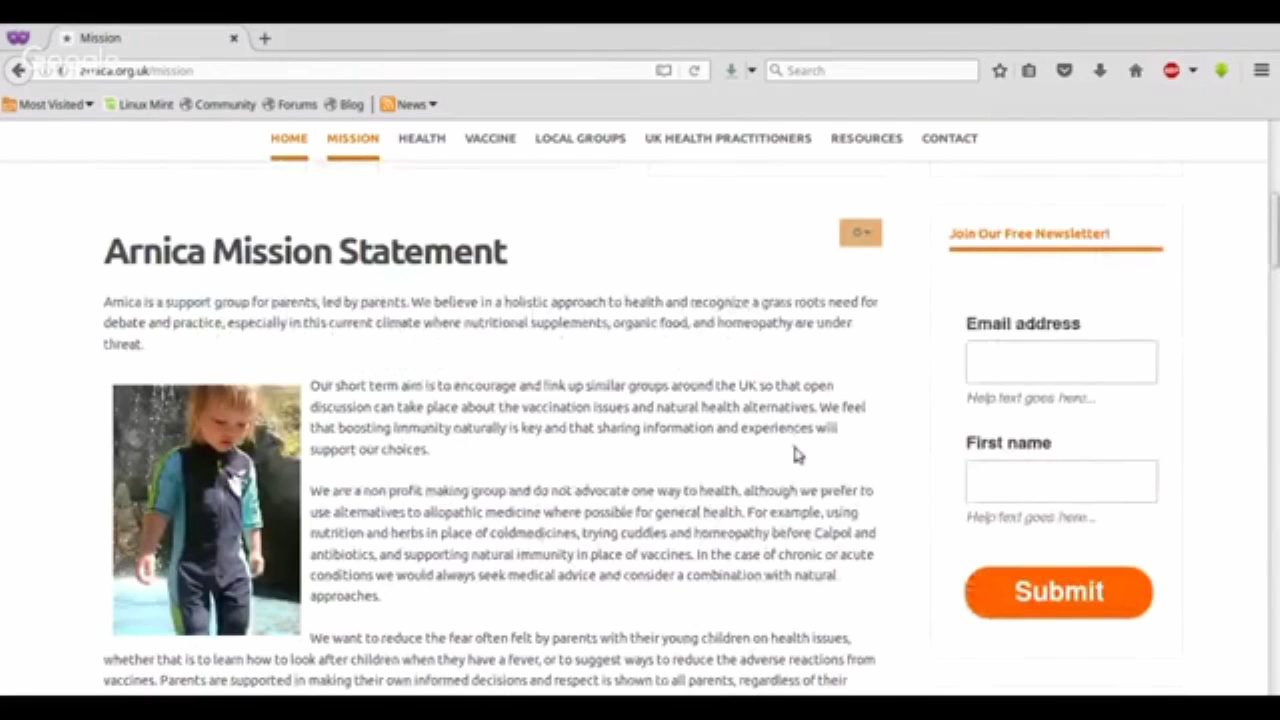 Mission
Google
arnica.org.uk/mission
Search
Most Visited
Linux Mint
Community
Forums
Blog
News
HOME
MISSION
HEALTH
VACCINE
LOCAL GROUPS
UK HEALTH PRACTITIONERS
RESOURCES
CONTACT
Arnica Mission Statement
Arnica is a support group for parents, led by parents. We believe in a holistic approach to health and recognize a grass roots need for
debate and practice, especially in this current climate where nutritional supplements, organic food, and homeopathy are under
threat.
Our short term aim is to encourage and link up similar groups around the UK so that open
discussion can take place about the vaccination issues and natural health alternatives. We feel
that boosting immunity naturally is key and that sharing information and experiences will
support our choices.
We are a non profit making group and do not advocate one way to health, although we prefer to
use alternatives to allopathic medicine where possible for general health. For example, using
nutrition and herbs in place of coldmedicines, trying cuddles and homeopathy before Calpol and
antibiotics, and supporting natural immunity in place of vaccines. In the case of chronic or acute
conditions we would always seek medical advice and consider a combination with natural
approaches.
We want to reduce the fear often felt by parents with their young children on health issues,
whether that is to learn how to look after children when they have a fever, or to suggest ways to reduce the adverse reactions from
vaccines. Parents are supported in making their own informed decisions and respect is shown to all parents, regardless of their
Join Our Free Newsletter!
Email address
Help text goes here...
First name
Help text goes here...
Submit